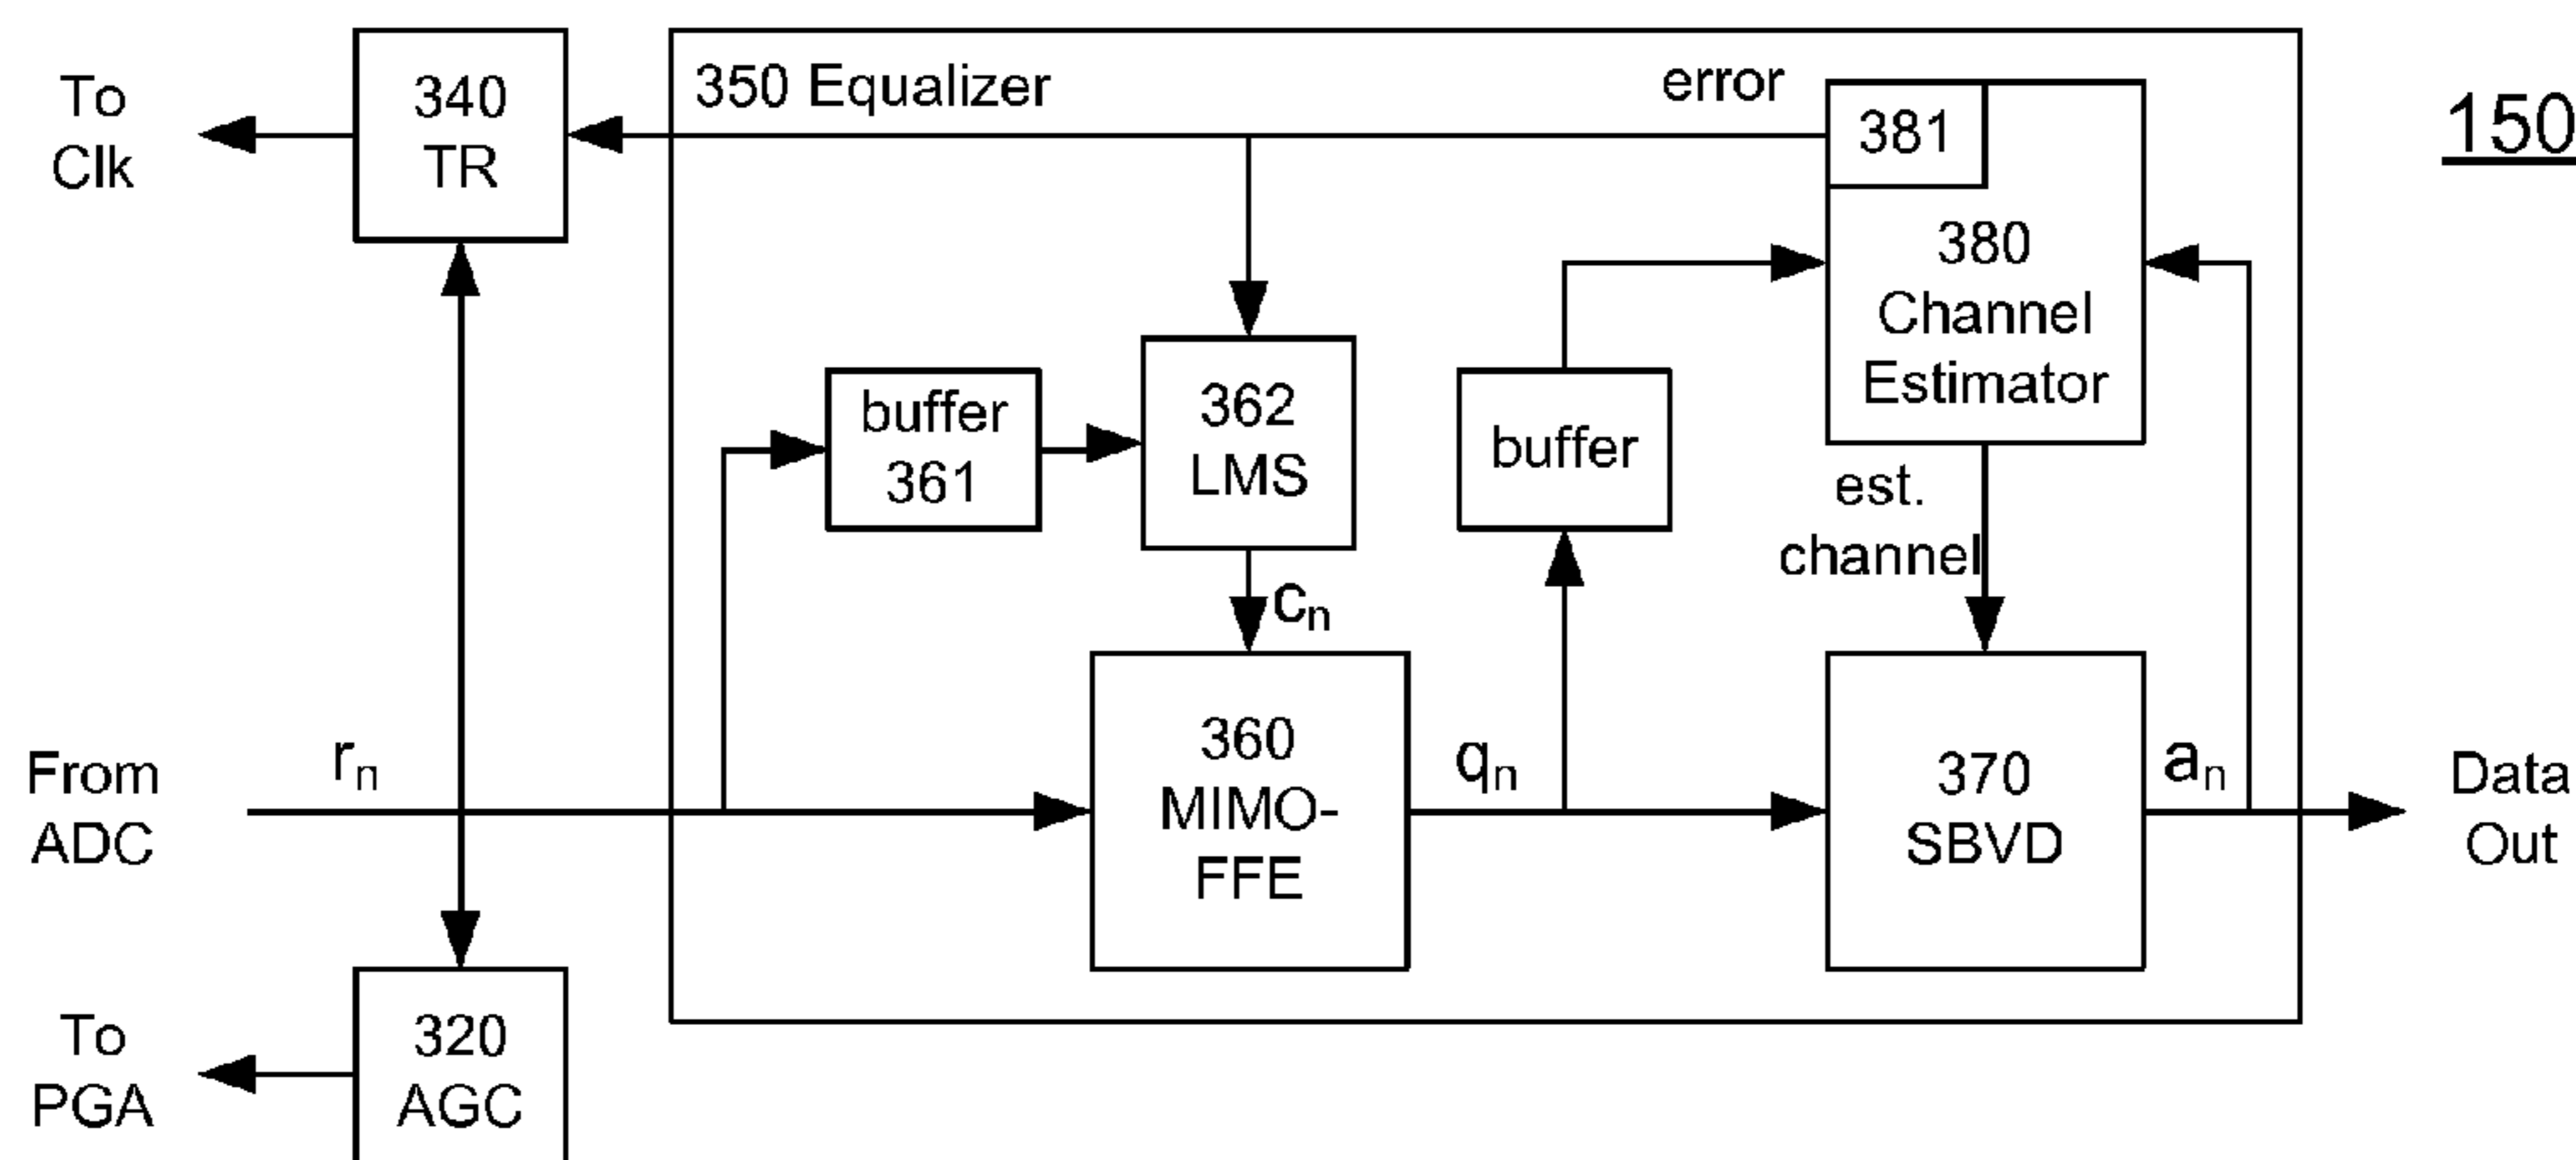 To
Clk
340
TR
350 Equalizer
error
381
150
380
Channel
Estimator
buffer
361
362
LMS
buffer
est.
channel
cn
From
ADC
rn
360
MIMO-
FFE
qn
370
SBVD
an
Data
Out
To
PGA
320
AGC